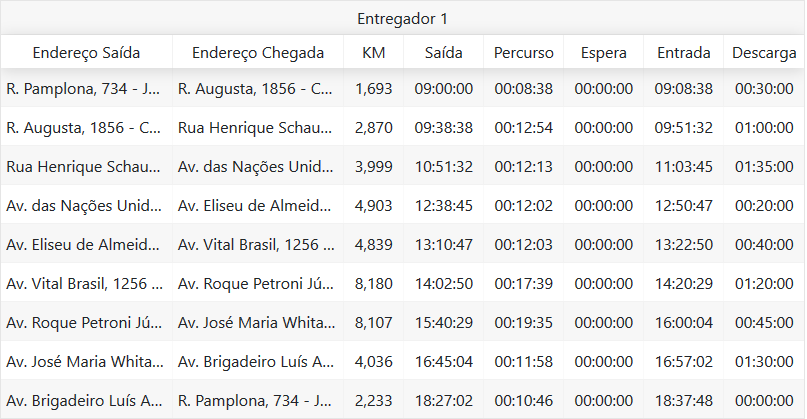 Entregador 1
Endereço Saída Endereço Chegada KM Saída Percurso Espera Entrada Descarga
R. Pamplona, 734 - J... R. Augusta, 1856 - C... 1,693 09:00:00 00:08:38 00:00:00 09:08:38 00:30:00
R. Augusta, 1856 - C... Rua Henrique Schau... 2,870 09:38:38 00:12:54 00:00:00 09:51:32 01:00:00
Rua Henrique Schau... Av. das Nações Unid... 3,999 10:51:32 00:12:13 00:00:00 11:03:45 01:35:00
Av. das Nações Unid... Av. Eliseu de Almeid... 4,903 12:38:45 00:12:02 00:00:00 12:50:47 00:20:00
Av. Eliseu de Almeid... Av. Vital Brasil, 1256 ... 4,839 13:10:47 00:12:03 00:00:00 13:22:50 00:40:00
Av. Vital Brasil, 1256 ... Av. Roque Petroni Jú... 8,180 14:02:50 00:17:39 00:00:00 14:20:29 01:20:00
Av. Roque Petroni Jú... Av. José Maria Whita... 8,107 15:40:29 00:19:35 00:00:00 16:00:04 00:45:00
Av. José Maria Whita... Av. Brigadeiro Luís A... 4,036 16:45:04 00:11:58 00:00:00 16:57:02 01:30:00
Av. Brigadeiro Luís A... R. Pamplona, 734 - J... 2,233 18:27:02 00:10:46 00:00:00 18:37:48 00:00:00